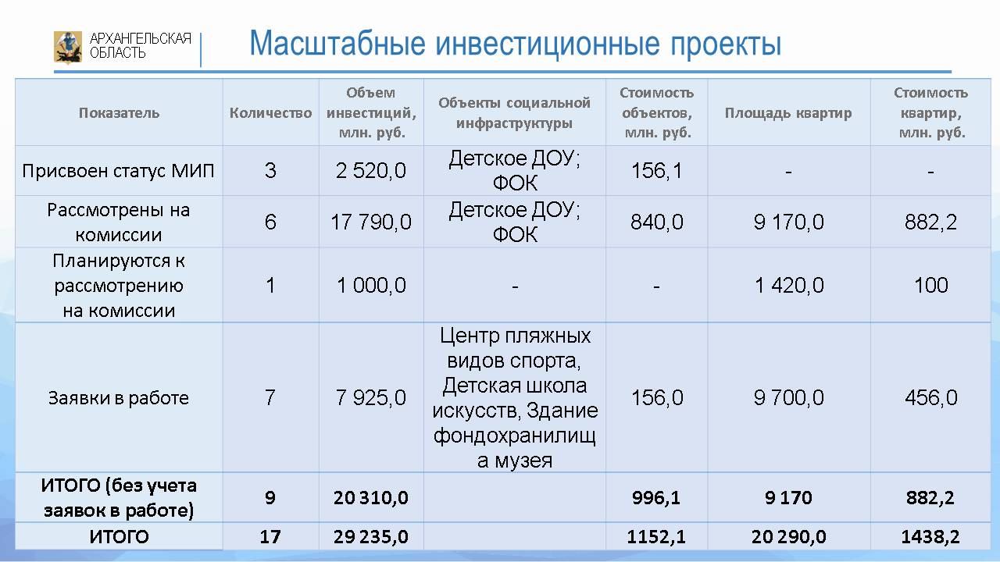 АРХАНГЕЛЬСКАЯ
ОБЛАСТЬ
Масштабные инвестиционные проекты
Показатель
Количество
Объем
инвестиций,
млн. руб.
Объекты социальной
инфраструктуры
Стоимость
объектов,
млн. руб.
Площадь квартир
Стоимость
квартир,
млн. руб.
Присвоен статус МИП
3
2 520,0
Детское ДОУ;
ФОК
156,1
-
-
Рассмотрены на
комиссии
6
17 790,0
Детское ДОУ;
ФОК
840,0
9 170,0
882,2
Планируются к
рассмотрению
на комиссии
1
1 000,0
-
-
1 420,0
100
Заявки в работе
7
7 925,0
Центр пляжных
видов спорта,
Детская школа
искусств, Здание
фондохранилищ
а музея
156,0
9 700,0
456,0
ИТОГО (без учета
заявок в работе)
9
20 310,0
996,1
9 170
882,2
ИТОГО
17
29 235,0
1152,1
20 290,0
1438,2